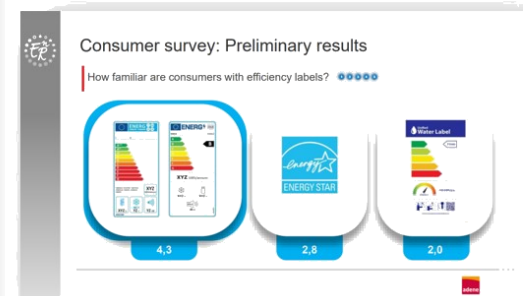 Consumer survey: Preliminary results
How familiar are consumers with efficiency labels?
ENERG
ENERG
XYZ
XYZ
energy
ENERGY STAR
Water Label
4,3
2,8
2,0
adene